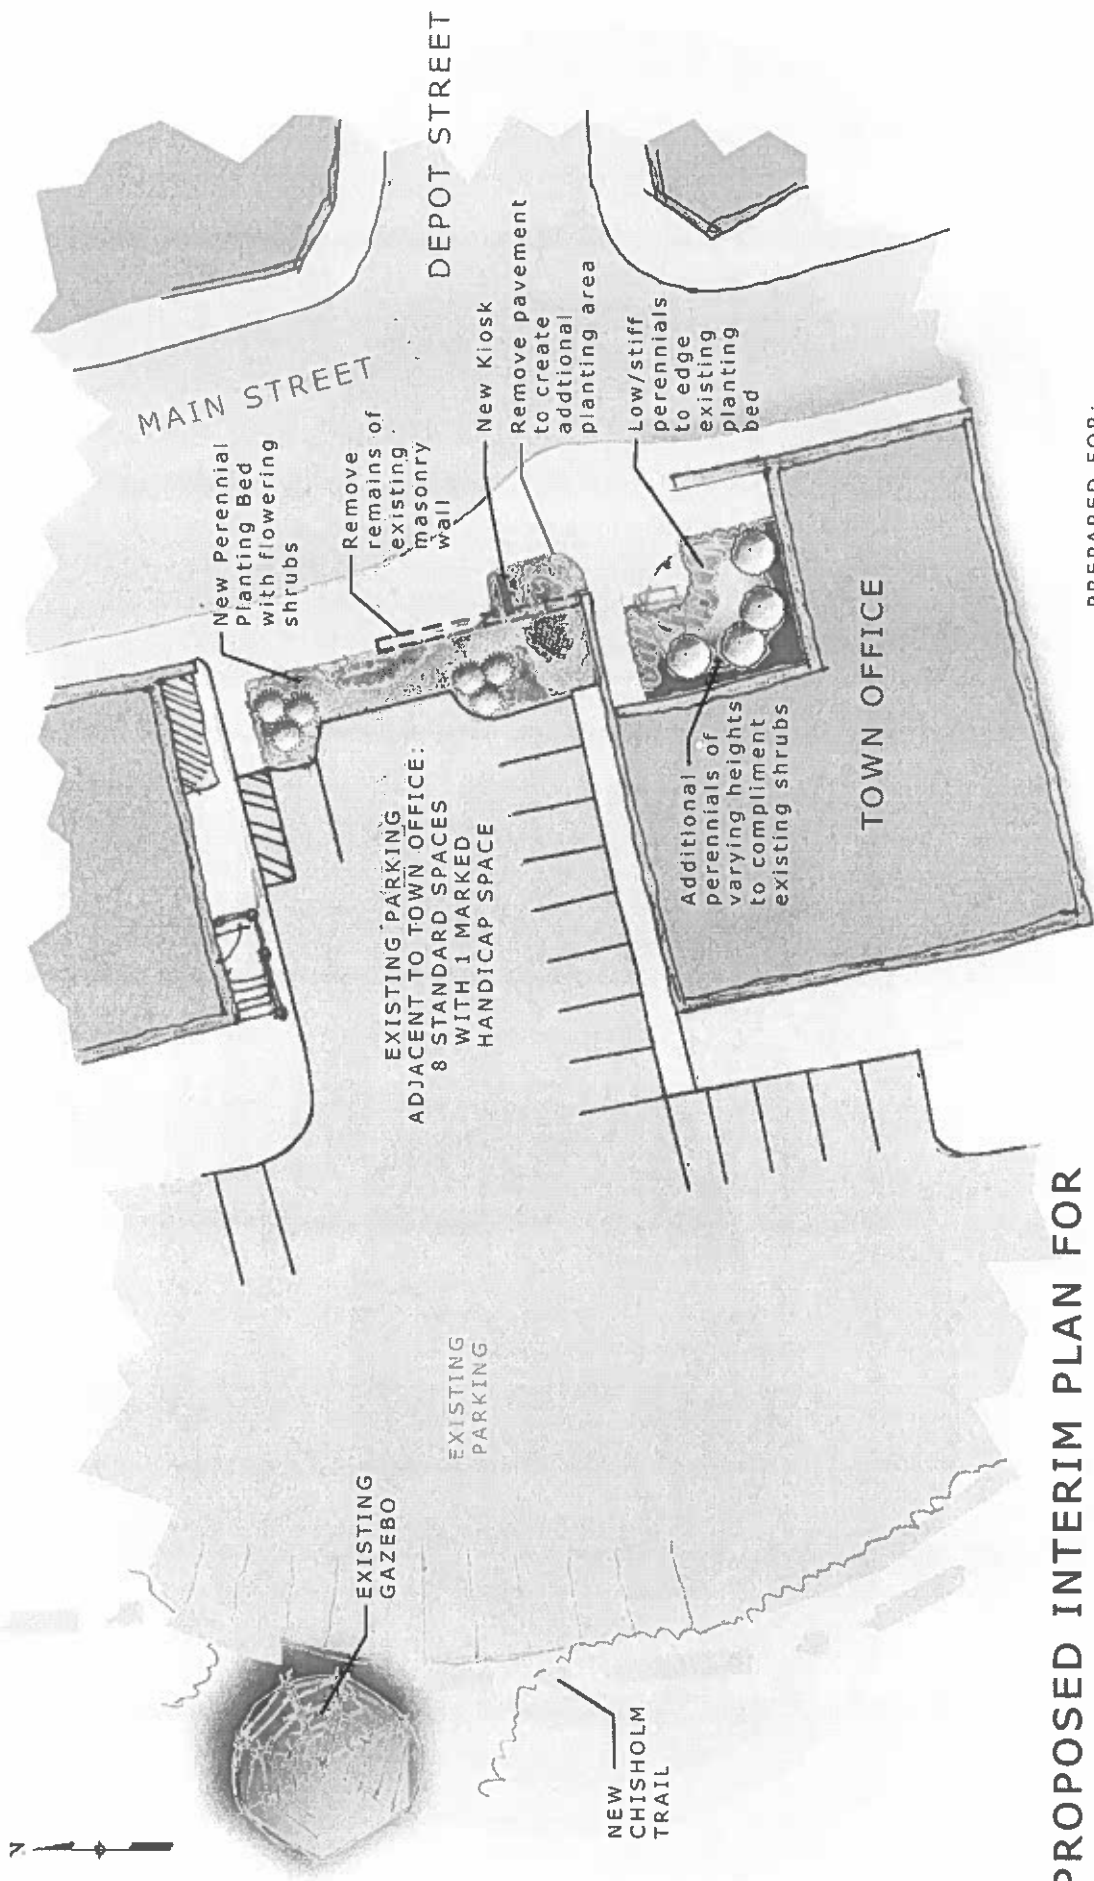 DEPOT STREET
MAIN STREET
New Perennial
Planting Bed
with flowering
shrubs
Remove
remains of
existing
masonry
wall
New Kiosk
Remove pavement
to create
addtional
planting area
Low/stiff
perennials
to edge
existing
planting
bed
EXISTING PARKING
ADJACENT TO TOWN OFFICE:
8 STANDARD SPACES
WITH 1 MARKED
HANDICAP SPACE
Additional
perennials of
varying heights
to compliment
existing shrubs
TOWN OFFICE
EXISTING
PARKING
EXISTING
GAZEBO
NEW
CHISHOLM
TRAIL
PROPOSED INTERIM PLAN FOR
PREPARED FOR: